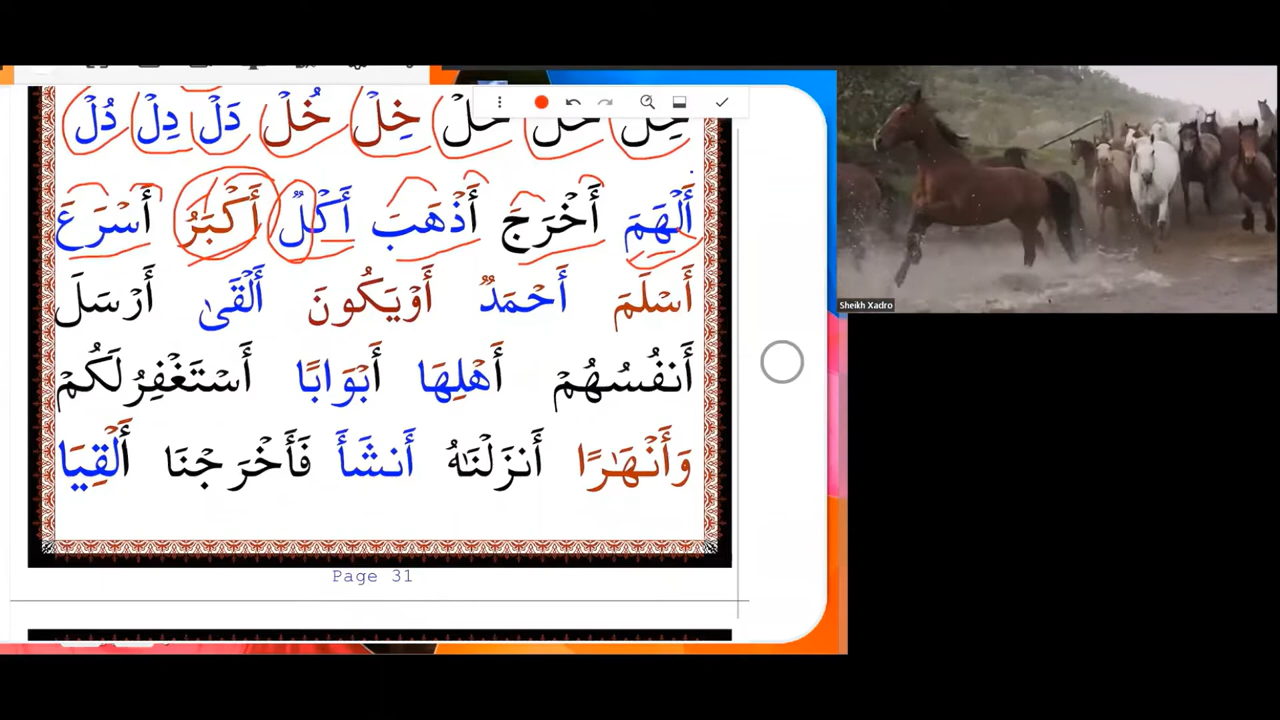 خِلْ خُلْ خِلْ خُلْ دَلْ دِلْ دُلْ
أَلْهَمَ أَخْرَجَ أَذْهَبَ أَكْلٌ أَكْبَرُ أَسْرَعَ
أَسْلَمَ أَحْمَدٌ أَوْيَكُونَ أَلْقَىٰ أَرْسَلَ
أَنفُسُهُمْ أَهْلِهَا أَبْوَابًا أَسْتَغْفِرُ لَكُمْ
وَأَنْهَٰرًا أَنزَلْنَٰهُ أَنشَأَ فَأَخْرَجْنَا أَلْقِيَا
Page 31
Sheikh Xadro